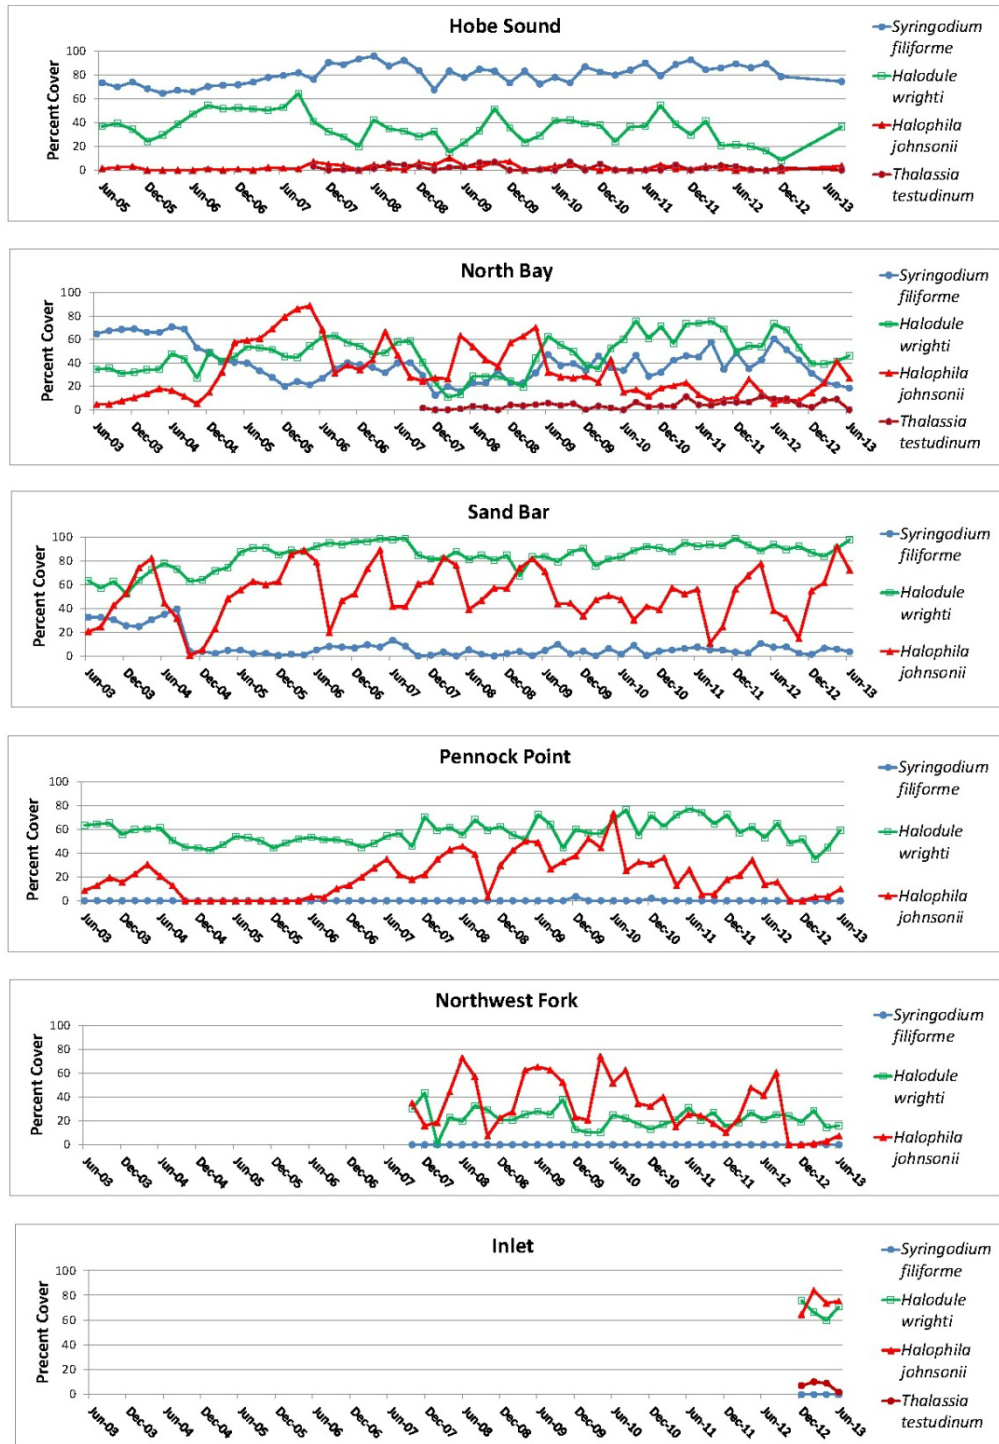 Hobe Sound
Percent Cover
100
80
60
40
20
0
Jun-05
Dec-05
Jun-06
Dec-06
Jun-07
Dec-07
Jun-08
Dec-08
Jun-09
Dec-09
Jun-10
Dec-10
Jun-11
Dec-11
Jun-12
Dec-12
Jun-13
Syringodium
filiforme
Halodule
wrighti
Halophila
johnsonii
Thalassia
testudinum
North Bay
Percent Cover
100
80
60
40
20
0
Jun-03
Dec-03
Jun-04
Dec-04
Jun-05
Dec-05
Jun-06
Dec-06
Jun-07
Dec-07
Jun-08
Dec-08
Jun-09
Dec-09
Jun-10
Dec-10
Jun-11
Dec-11
Jun-12
Dec-12
Jun-13
Syringodium
filiforme
Halodule
wrighti
Halophila
johnsonii
Thalassia
testudinum
Sand Bar
Percent Cover
100
80
60
40
20
0
Jun-03
Dec-03
Jun-04
Dec-04
Jun-05
Dec-05
Jun-06
Dec-06
Jun-07
Dec-07
Jun-08
Dec-08
Jun-09
Dec-09
Jun-10
Dec-10
Jun-11
Dec-11
Jun-12
Dec-12
Jun-13
Syringodium
filiforme
Halodule
wrighti
Halophila
johnsonii
Pennock Point
Percent Cover
100
80
60
40
20
0
Jun-03
Dec-03
Jun-04
Dec-04
Jun-05
Dec-05
Jun-06
Dec-06
Jun-07
Dec-07
Jun-08
Dec-08
Jun-09
Dec-09
Jun-10
Dec-10
Jun-11
Dec-11
Jun-12
Dec-12
Jun-13
Syringodium
filiforme
Halodule
wrighti
Halophila
johnsonii
Northwest Fork
Percent Cover
100
80
60
40
20
0
Jun-03
Dec-03
Jun-04
Dec-04
Jun-05
Dec-05
Jun-06
Dec-06
Jun-07
Dec-07
Jun-08
Dec-08
Jun-09
Dec-09
Jun-10
Dec-10
Jun-11
Dec-11
Jun-12
Dec-12
Jun-13
Syringodium
filiforme
Halodule
wrighti
Halophila
johnsonii
Inlet
Precent Cover
100
80
60
40
20
0
Jun-03
Dec-03
Jun-04
Dec-04
Jun-05
Dec-05
Jun-06
Dec-06
Jun-07
Dec-07
Jun-08
Dec-08
Jun-09
Dec-09
Jun-10
Dec-10
Jun-11
Dec-11
Jun-12
Dec-12
Jun-13
Syringodium
filiforme
Halodule
wrighti
Halophila
johnsonii
Thalassia
testudinum